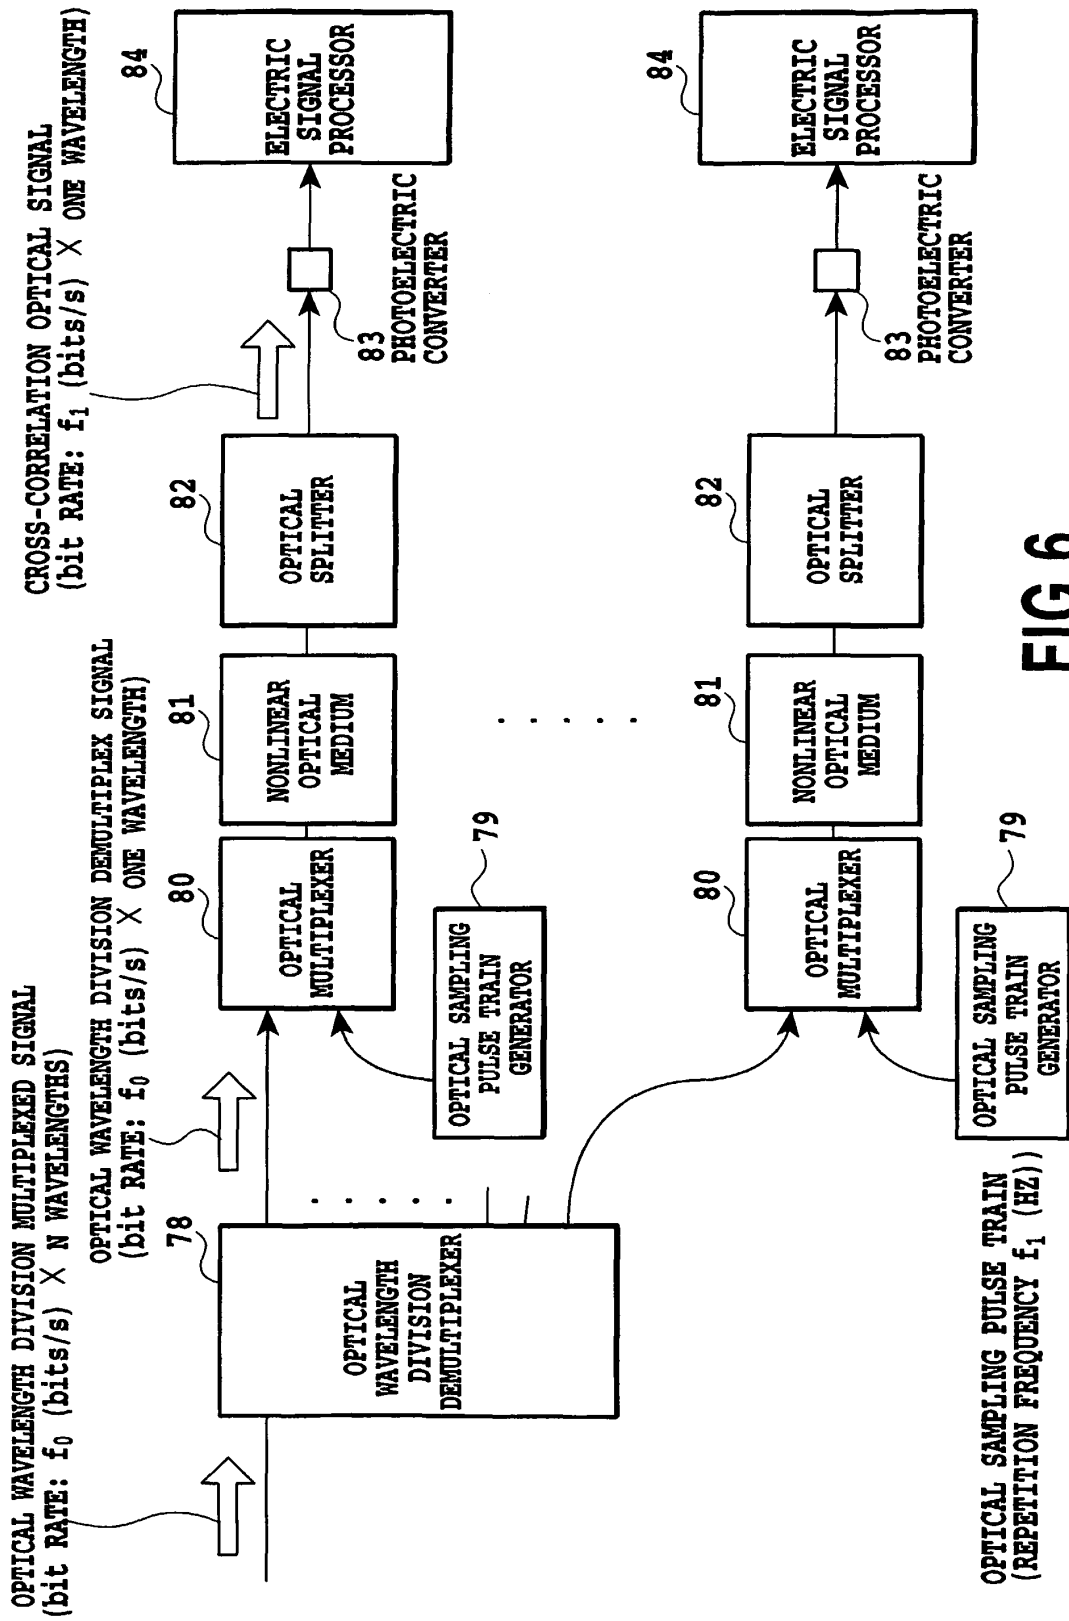 OPTICAL WAVELENGTH DIVISION MULTIPLEXED SIGNAL
(bit RATE: f0 (bits/s) X N WAVELENGTHS)
OPTICAL WAVELENGTH DIVISION DEMULTIPLEX SIGNAL
(bit RATE: f0 (bits/s) X ONE WAVELENGTH)
CROSS-CORRELATION OPTICAL SIGNAL
(bit RATE: f1 (bits/s) X ONE WAVELENGTH)
78
OPTICAL
WAVELENGTH
DIVISION
DEMULTIPLEXER
80
OPTICAL
MULTIPLEXER
81
NONLINEAR
OPTICAL
MEDIUM
82
OPTICAL
SPLITTER
83
PHOTOELECTRIC
CONVERTER
84
ELECTRIC
SIGNAL
PROCESSOR
79
OPTICAL SAMPLING
PULSE TRAIN
GENERATOR
80
OPTICAL
MULTIPLEXER
81
NONLINEAR
OPTICAL
MEDIUM
82
OPTICAL
SPLITTER
83
PHOTOELECTRIC
CONVERTER
84
ELECTRIC
SIGNAL
PROCESSOR
79
OPTICAL SAMPLING
PULSE TRAIN
GENERATOR
OPTICAL SAMPLING PULSE TRAIN
(REPETITION FREQUENCY f1 (HZ))
FIG 6